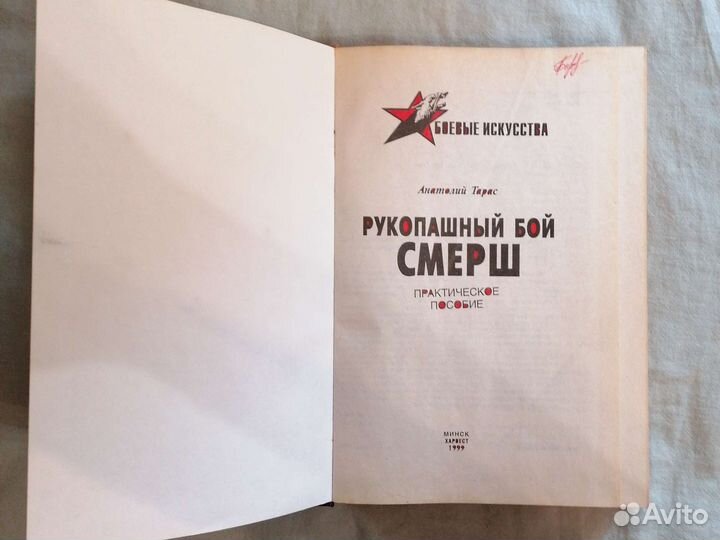 БОЕВЫЕ ИСКУССТВА
Анатолий Тарас
РУКОПАШНЫЙ БОЙ
СМЕРШ
ПРАКТИЧЕСКОЕ
ПОСОБИЕ
МИНСК
ХАРВЕСТ
1999
Avito